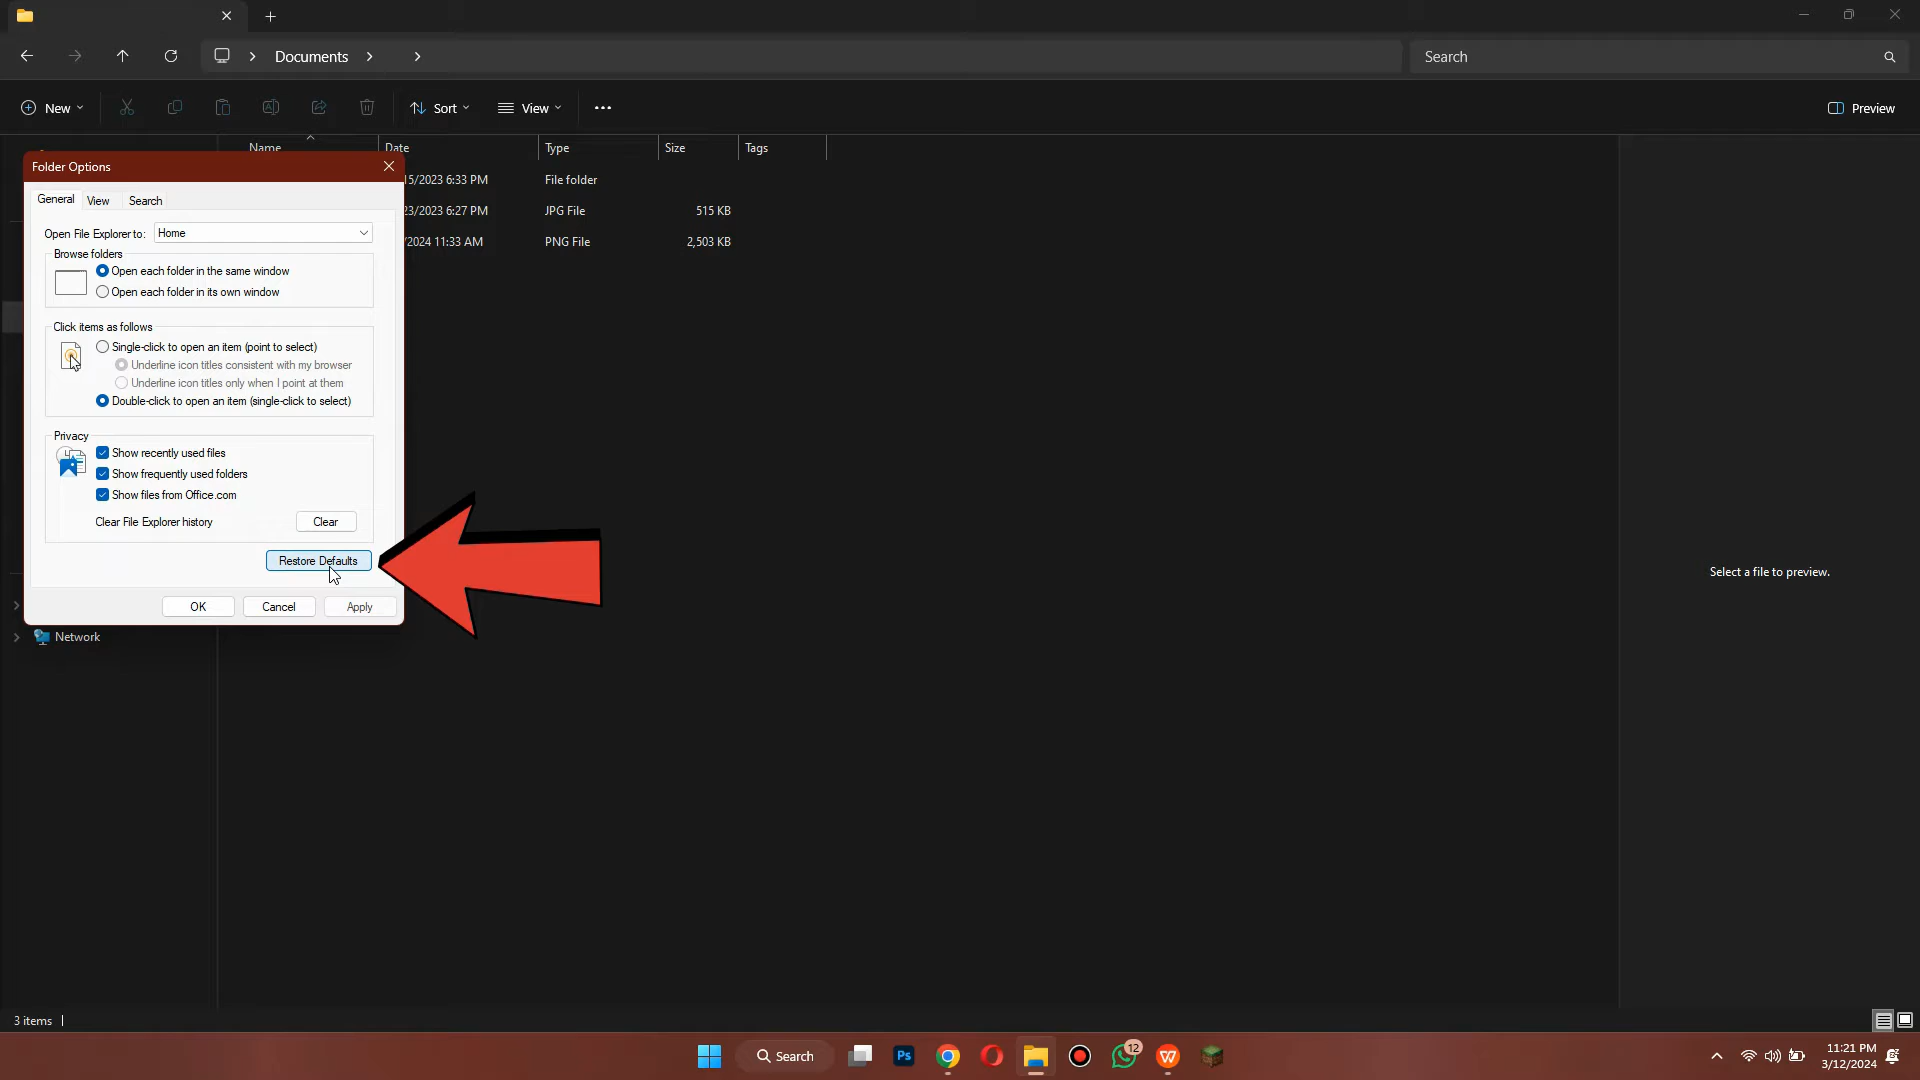 Documents
Search
New
Sort
View
Preview
Name
Date
Type
Size
Tags
Folder Options
15/2023 6:33 PM
File folder
General
View
Search
23/2023 6:27 PM
JPG File
515 KB
Open File Explorer to:
Home
/2024 11:33 AM
PNG File
2,503 KB
Browse folders
Open each folder in the same window
Open each folder in its own window
Click items as follows
Single-click to open an item (point to select)
Underline icon titles consistent with my browser
Underline icon titles only when I point at them
Double-click to open an item (single-click to select)
Privacy
Show recently used files
Show frequently used folders
Show files from Office.com
Clear File Explorer history
Clear
Restore Defaults
Select a file to preview.
OK
Cancel
Apply
Network
3 items
Search
Ps
12
W
11:21 PM
3/12/2024